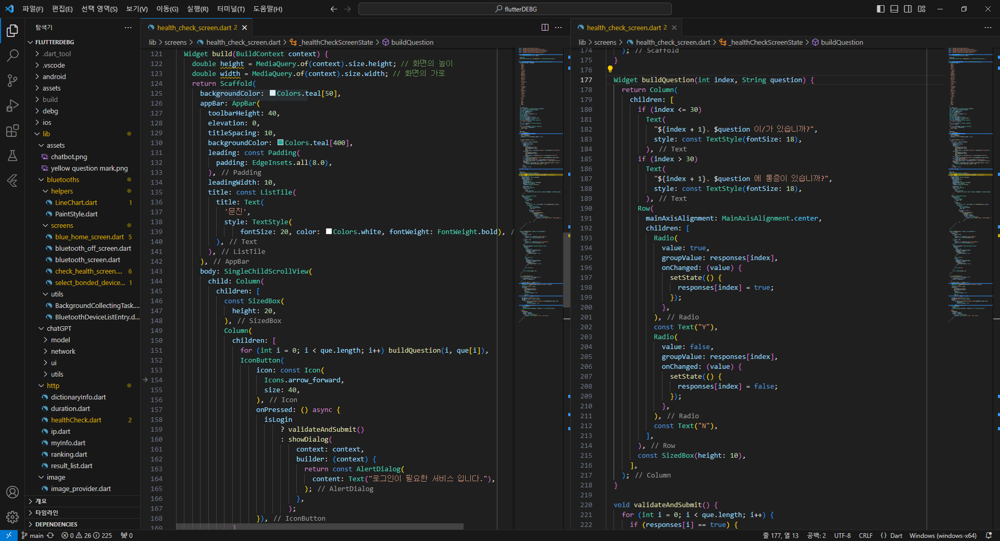 파일(F) 편집(E) 선택 영역(S) 보기(V) 이동(G) 실행(R) 터미널(T) 도움말(H)
flutterDEBG
탐색기
FLUTTERDEBG
.dart_tool
.vscode
android
assets
build
debg
ios
lib
assets
chatbot.png
yellow question mark.png
bluetooths
helpers
LineChart.dart 1
PaintStyle.dart
screens
blue_home_screen.dart 5
bluetooth_off_screen.dart
bluetooth_screen.dart
check_health_screen.... 6
select_bonded_device... 1
utils
BackgroundCollectingTask....
BluetoothDeviceListEntry.d...
chatGPT
model
network
ui
utils
http
dictionaryInfo.dart
duration.dart
healthCheck.dart 2
ip.dart
myInfo.dart
ranking.dart
result_list.dart
image
image_provider.dart
개요
타임라인
DEPENDENCIES
health_check_screen.dart 2
lib > screens > health_check_screen.dart > _healthCheckScreenState > buildQuestion
121 Widget build(BuildContext context) {
122 double height = MediaQuery.of(context).size.height; // 화면의 높이
123 double width = MediaQuery.of(context).size.width; // 화면의 가로
124 return Scaffold(
125 backgroundColor: Colors.teal[50],
126 appBar: AppBar(
127 toolbarHeight: 40,
128 elevation: 0,
129 titleSpacing: 10,
130 backgroundColor: Colors.teal[400],
131 leading: const Padding(
132 padding: EdgeInsets.all(8.0),
133 ), // Padding
134 leadingWidth: 10,
135 title: const ListTile(
136 title: Text(
137 '문진',
138 style: TextStyle(
139 fontSize: 20, color: Colors.white, fontWeight: FontWeight.bold), /
140 ), // Text
141 ), // ListTile
142 ), // AppBar
143 body: SingleChildScrollView(
144 child: Column(
145 children: [
146 const SizedBox(
147 height: 20,
148 ), // SizedBox
149 Column(
150 children: [
151 for (int i = 0; i < que.length; i++) buildQuestion(i, que[i]),
152 IconButton(
153 icon: const Icon(
154 Icons.arrow_forward,
155 size: 40,
156 ), // Icon
157 onPressed: () async {
158 isLogin
159 ? validateAndSubmit()
160 : showDialog(
161 context: context,
162 builder: (context) {
163 return const AlertDialog(
164 content: Text("로그인이 필요한 서비스 입니다."),
165 ); // AlertDialog
166 },
167 );
168 }), // IconButton
169 ]
health_check_screen.dart 2
lib > screens > health_check_screen.dart > _healthCheckScreenState > buildQuestion
174 ); // Scaffold
175 }
176
177 Widget buildQuestion(int index, String question) {
178 return Column(
179 children: [
180 if (index <= 30)
181 Text(
182 "${index + 1}. $question 이/가 있습니까?",
183 style: const TextStyle(fontSize: 18),
184 ), // Text
185 if (index > 30)
186 Text(
187 "${index + 1}. $question 에 통증이 있습니까?",
188 style: const TextStyle(fontSize: 18),
189 ), // Text
190 Row(
191 mainAxisAlignment: MainAxisAlignment.center,
192 children: [
193 Radio(
194 value: true,
195 groupValue: responses[index],
196 onChanged: (value) {
197 setState(() {
198 responses[index] = true;
199 });
200 },
201 ), // Radio
202 const Text("Y"),
203 Radio(
204 value: false,
205 groupValue: responses[index],
206 onChanged: (value) {
207 setState(() {
208 responses[index] = false;
209 });
210 },
211 ), // Radio
212 const Text("N"),
213 ],
214 ), // Row
215 const SizedBox(height: 10),
216 ],
217 ); // Column
218 }
219
220 void validateAndSubmit() {
221 for (int i = 0; i < que.length; i++) {
222 if (responses[i] == true) {
main 0 26 225 0 줄 177, 열 13 공백: 2 UTF-8 CRLF {} Dart Windows (windows-x64)